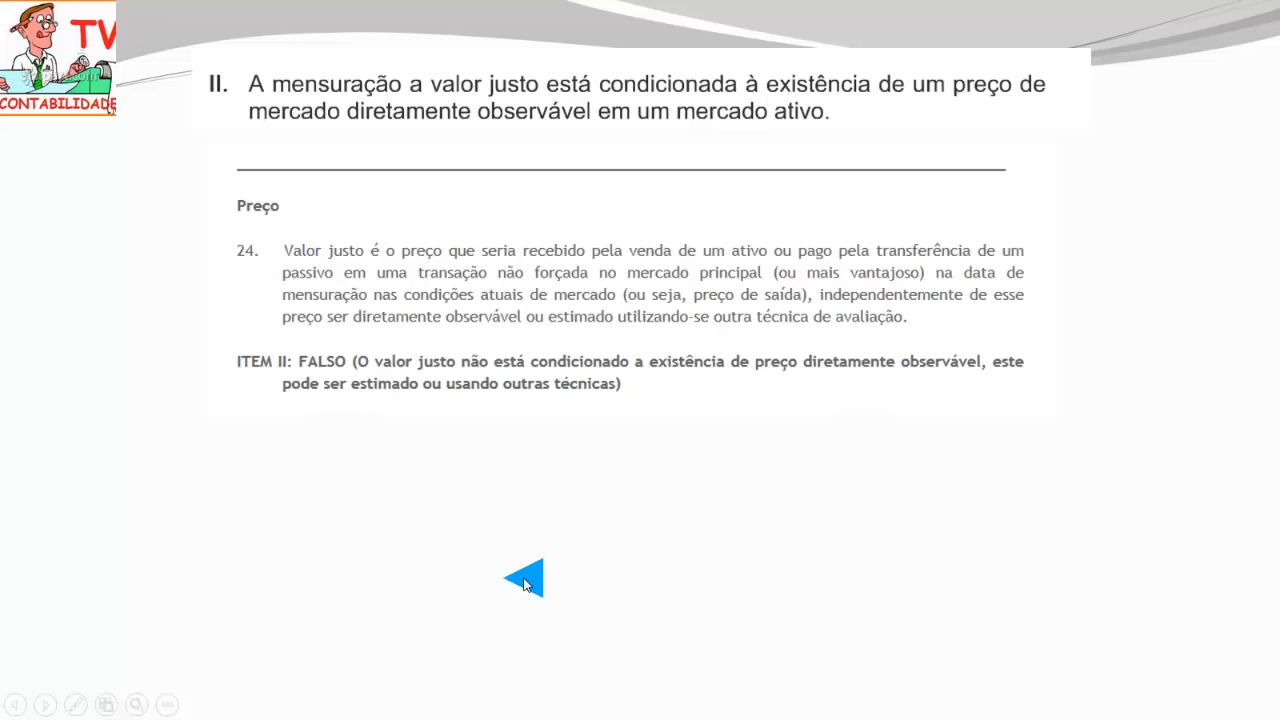 TV
CONTABILIDADE
II. A mensuração a valor justo está condicionada à existência de um preço de
mercado diretamente observável em um mercado ativo.
Preço
24. Valor justo é o preço que seria recebido pela venda de um ativo ou pago pela transferência de um
passivo em uma transação não forçada no mercado principal (ou mais vantajoso) na data de
mensuração nas condições atuais de mercado (ou seja, preço de saída), independentemente de esse
preço ser diretamente observável ou estimado utilizando-se outra técnica de avaliação.
ITEM II: FALSO (O valor justo não está condicionado a existência de preço diretamente observável, este
pode ser estimado ou usando outras técnicas)